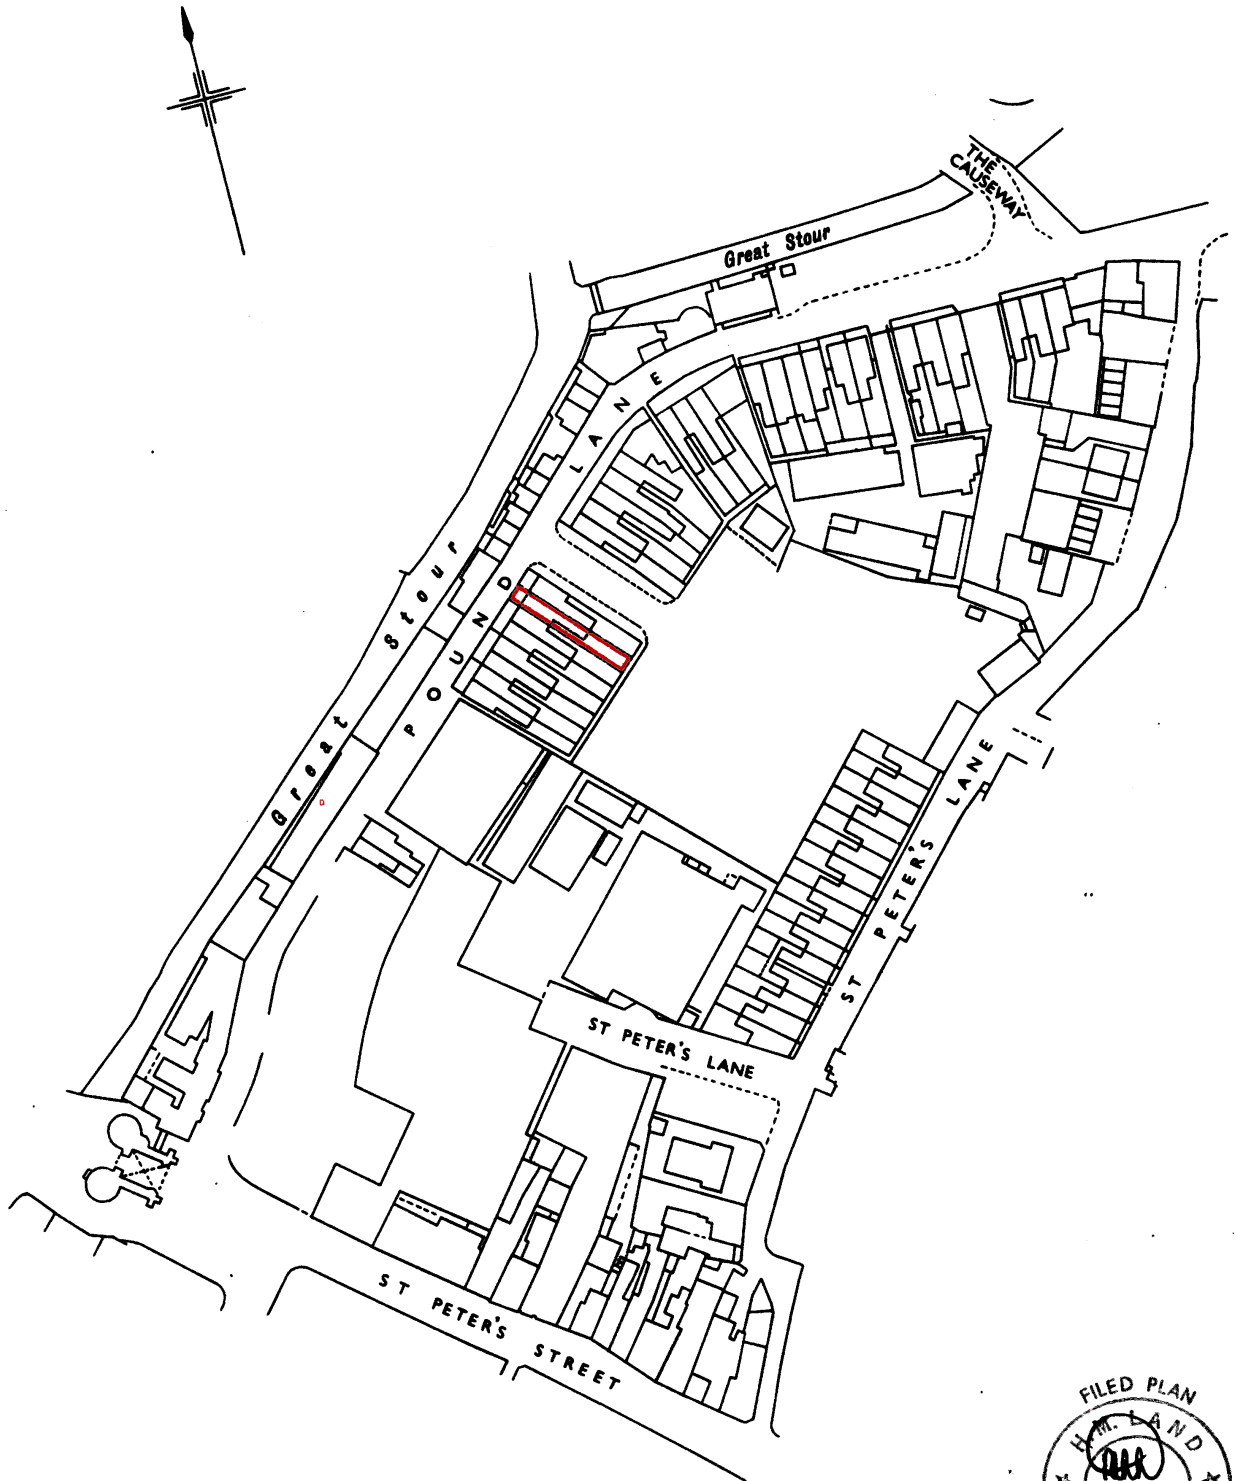 THE
CAUSEWAY
Great Stour
POUND LANE
Great Stour
ST PETER'S LANE
ST PETER'S LANE
ST PETER'S STREET
FILED PLAN
H.M. LAND